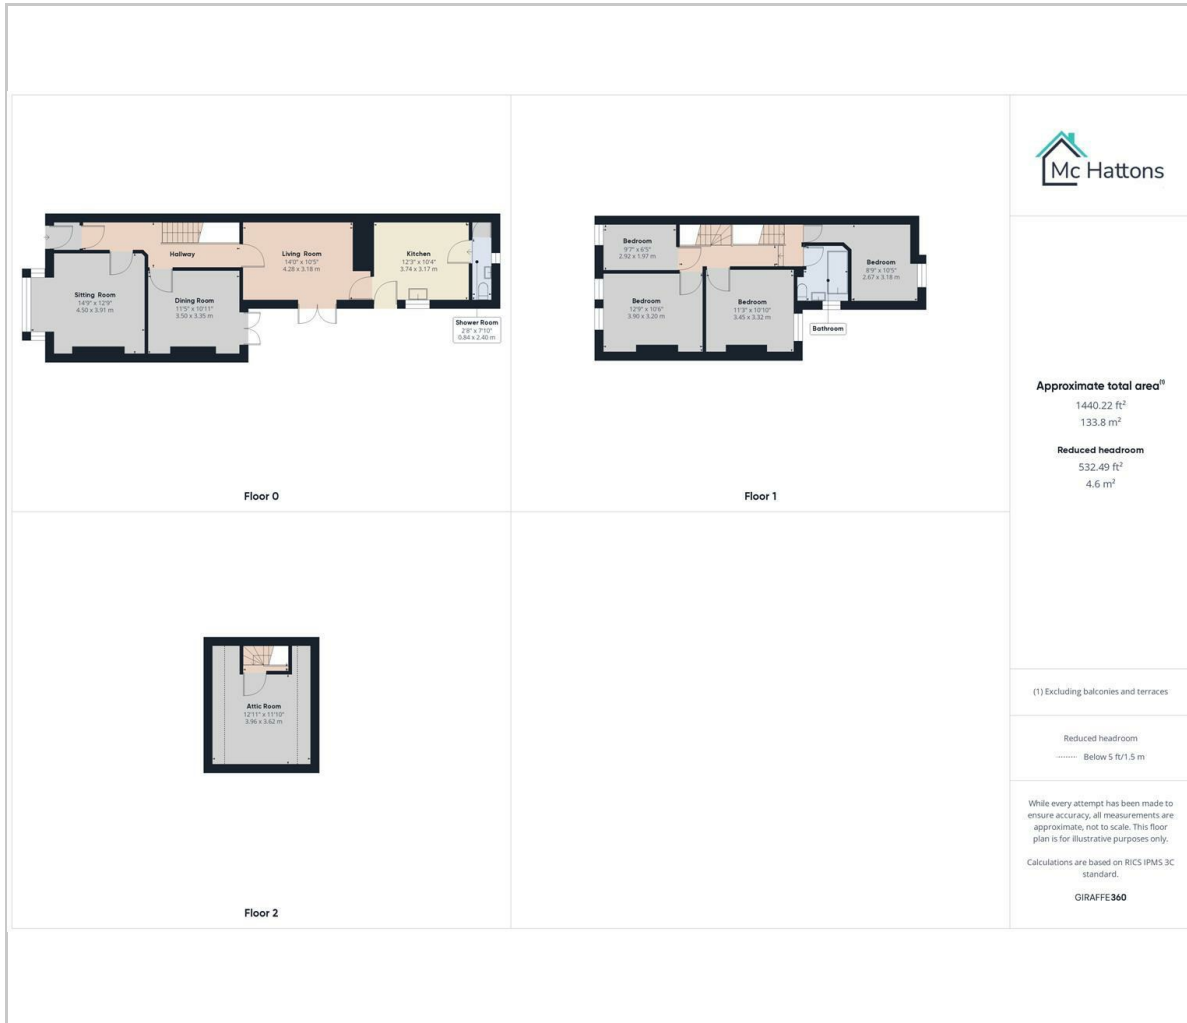 Hallway
Living Room
14'0" x 10'5"
4.28 x 3.18 m
Kitchen
12'3" x 10'4"
3.74 x 3.17 m
Sitting Room
14'9" x 12'9"
4.50 x 3.91 m
Dining Room
11'5" x 10'11"
3.50 x 3.35 m
Shower Room
2'8" x 7'10"
0.84 x 2.40 m
Floor 0
Bedroom
9'7" x 6'5"
2.92 x 1.97 m
Bedroom
8'9" x 10'5"
2.67 x 3.18 m
Bedroom
12'9" x 10'6"
3.90 x 3.20 m
Bedroom
11'3" x 10'10"
3.45 x 3.32 m
Bathroom
Floor 1
Attic Room
12'11" x 11'10"
3.96 x 3.62 m
Floor 2
Mc Hattons
Approximate total area(1)
1440.22 ft²
133.8 m²
Reduced headroom
532.49 ft²
4.6 m²
(1) Excluding balconies and terraces
Reduced headroom
Below 5 ft/1.5 m
While every attempt has been made to
ensure accuracy, all measurements are
approximate, not to scale. This floor
plan is for illustrative purposes only.
Calculations are based on RICS IPMS 3C
standard.
GIRAFFE360